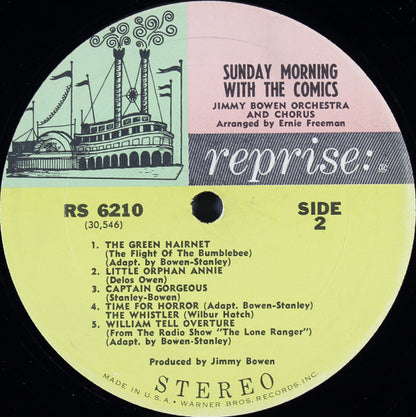 SUNDAY MORNING
WITH THE COMICS
JIMMY BOWEN ORCHESTRA
AND CHORUS
Arranged by Ernie Freeman
reprise:
RS 6210
(30,546)
SIDE
2
1. THE GREEN HAIRNET
(The Flight Of The Bumblebee)
(Adapt. by Bowen-Stanley)
2. LITTLE ORPHAN ANNIE
(Delos Owen)
3. CAPTAIN GORGEOUS
(Stanley-Bowen)
4. TIME FOR HORROR (Adapt. Bowen-Stanley)
THE WHISTLER (Wilbur Hatch)
5. WILLIAM TELL OVERTURE
(From The Radio Show "The Lone Ranger")
(Adapt. by Bowen-Stanley)
Produced by Jimmy Bowen
STEREO
MADE IN U.S.A. • WARNER BROS. RECORDS, INC.